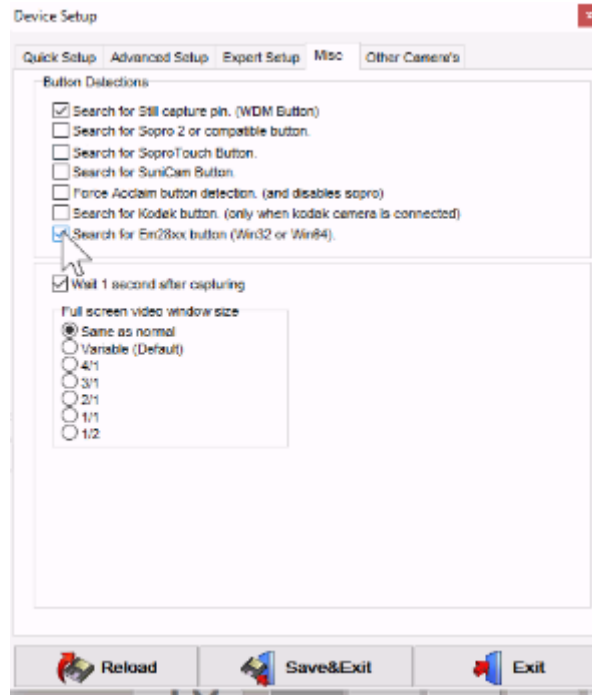 Device Setup
Quick Setup Advanced Setup Expert Setup Misc Other Camera's
Button Detections
Search for Still capture pin. (WDM Button)
Search for Sopro 2 or compatible button.
Search for SoproTouch Button.
Search for SuniCam Button.
Force Acclaim button detection. (and disables sopro)
Search for Kodak button. (only when kodak camera is connected)
Search for Em28xx button (Win32 or Win64).
Wait 1 second after capturing
Full screen video window size
Same as normal
Variable (Default)
4/1
3/1
2/1
1/1
1/2
Reload Save&Exit Exit